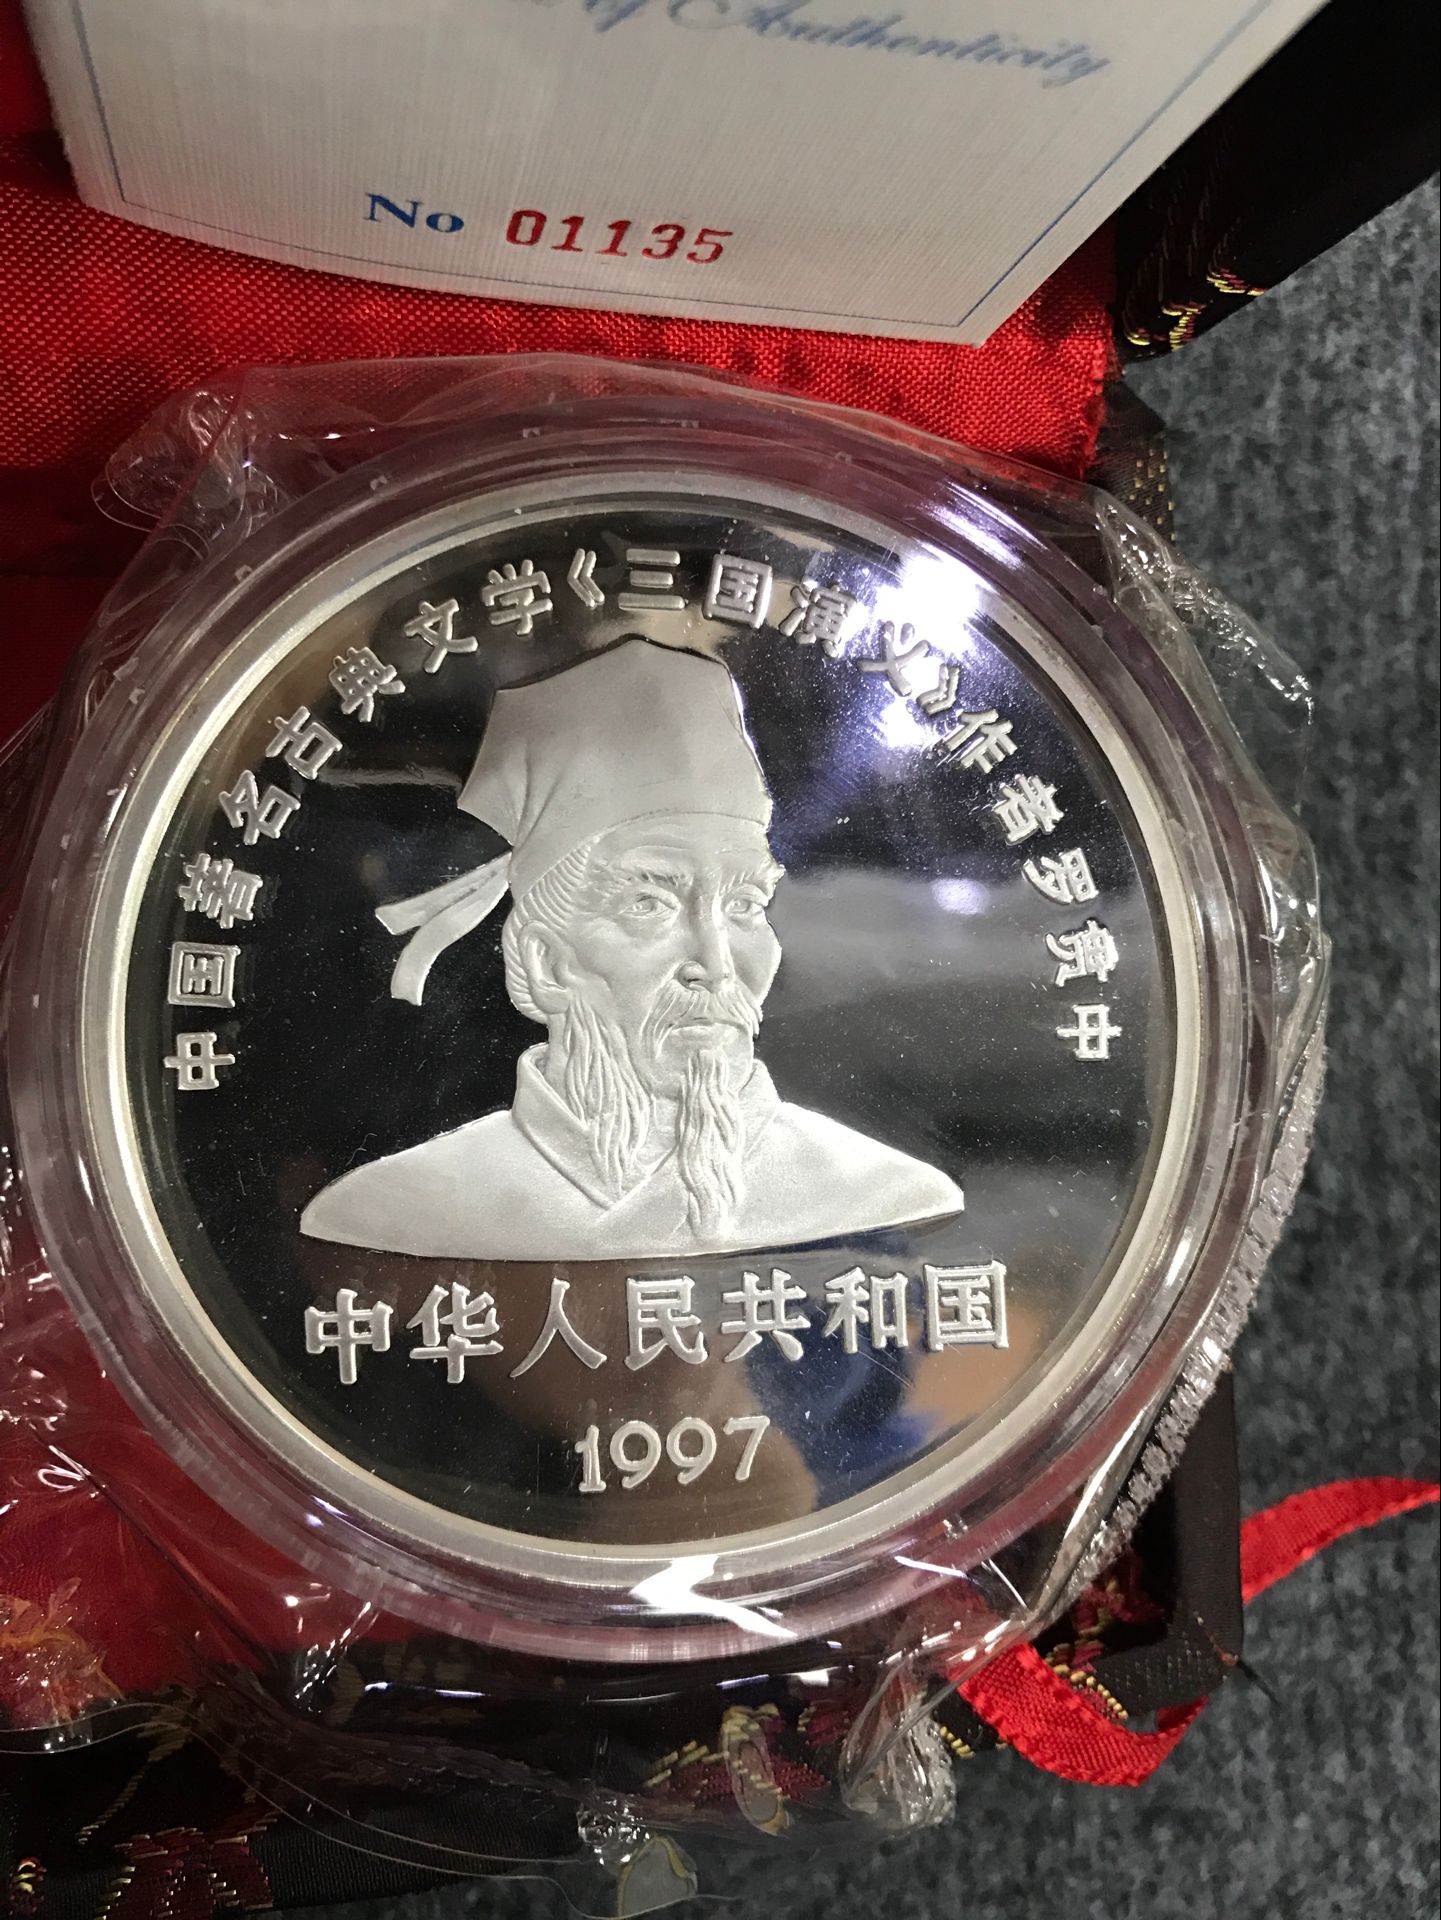 of Authenticity
No 01135
中国著名古典文学《三国演义》作者罗贯中
中华人民共和国
1997